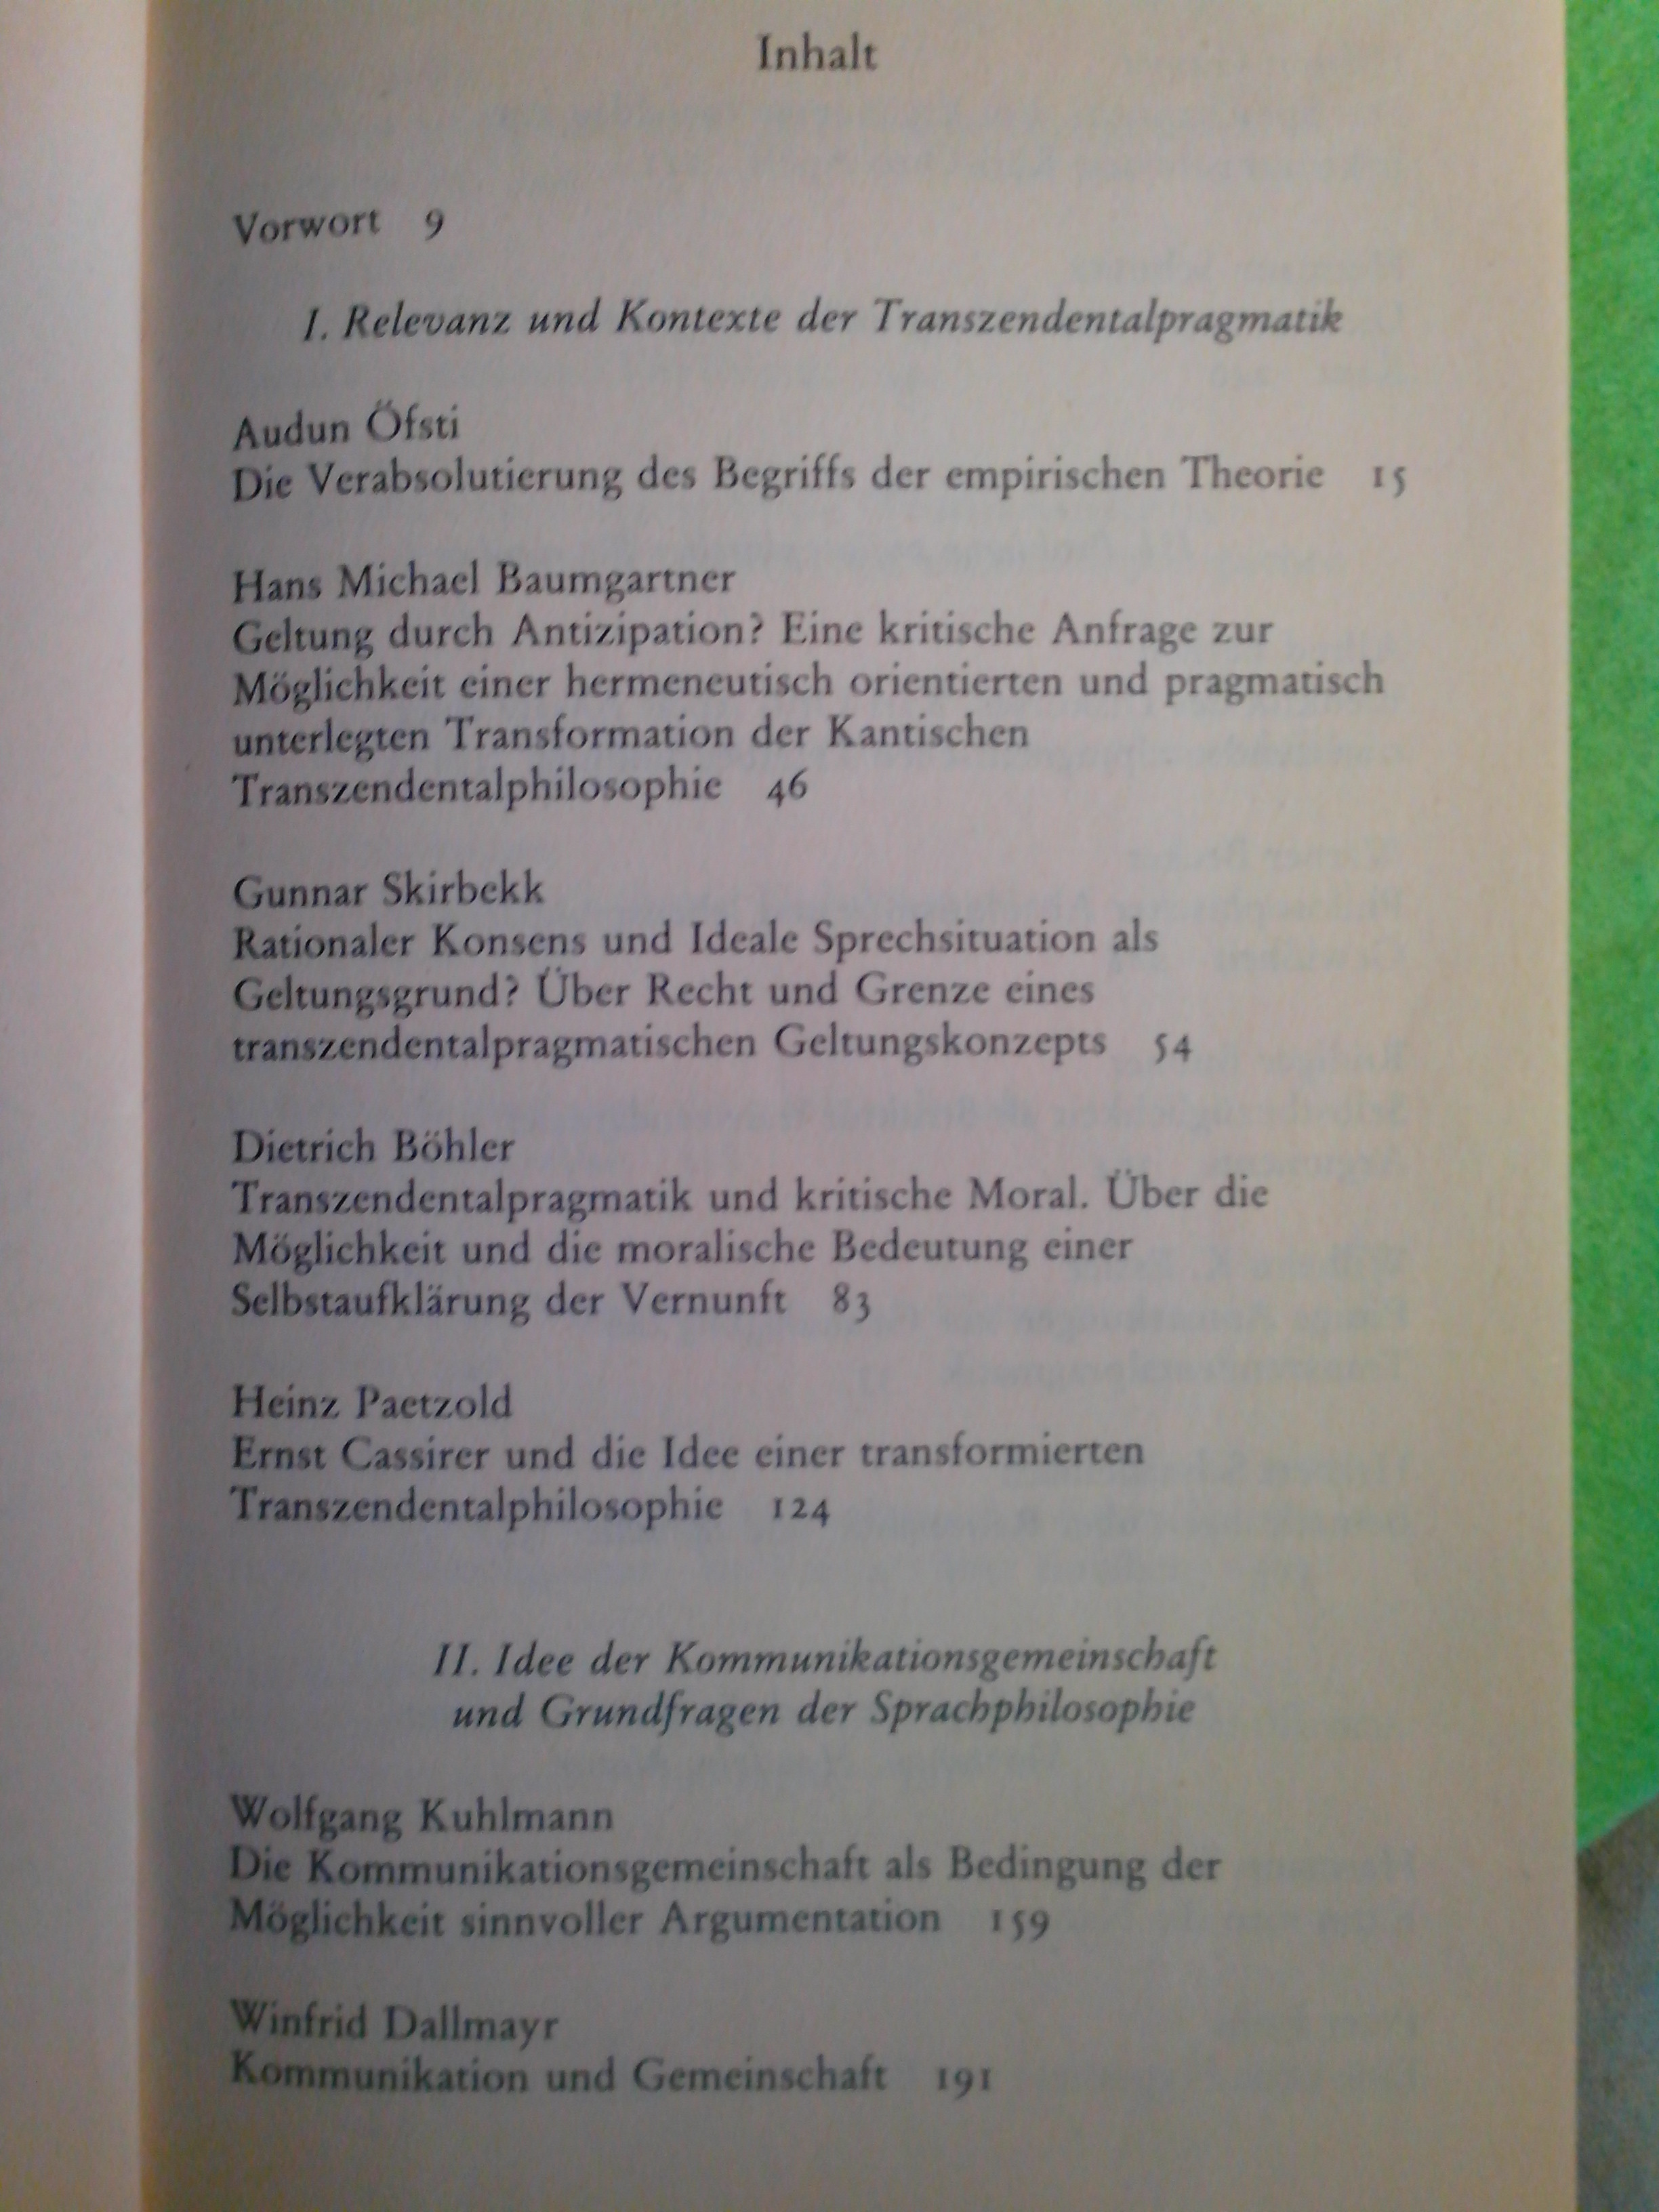 Inhalt
Vorwort 9
I. Relevanz und Kontexte der Transzendentalpragmatik
Audun Öfsti
Die Verabsolutierung des Begriffs der empirischen Theorie 15
Hans Michael Baumgartner
Geltung durch Antizipation? Eine kritische Anfrage zur
Möglichkeit einer hermeneutisch orientierten und pragmatisch
unterlegten Transformation der Kantischen
Transzendentalphilosophie 46
Gunnar Skirbekk
Rationaler Konsens und Ideale Sprechsituation als
Geltungsgrund? Über Recht und Grenze eines
transzendentalpragmatischen Geltungskonzepts 54
Dietrich Böhler
Transzendentalpragmatik und kritische Moral. Über die
Möglichkeit und die moralische Bedeutung einer
Selbstaufklärung der Vernunft 83
Heinz Paetzold
Ernst Cassirer und die Idee einer transformierten
Transzendentalphilosophie 124
II. Idee der Kommunikationsgemeinschaft
und Grundfragen der Sprachphilosophie
Wolfgang Kuhlmann
Die Kommunikationsgemeinschaft als Bedingung der
Möglichkeit sinnvoller Argumentation 159
Winfrid Dallmayr
Kommunikation und Gemeinschaft 191